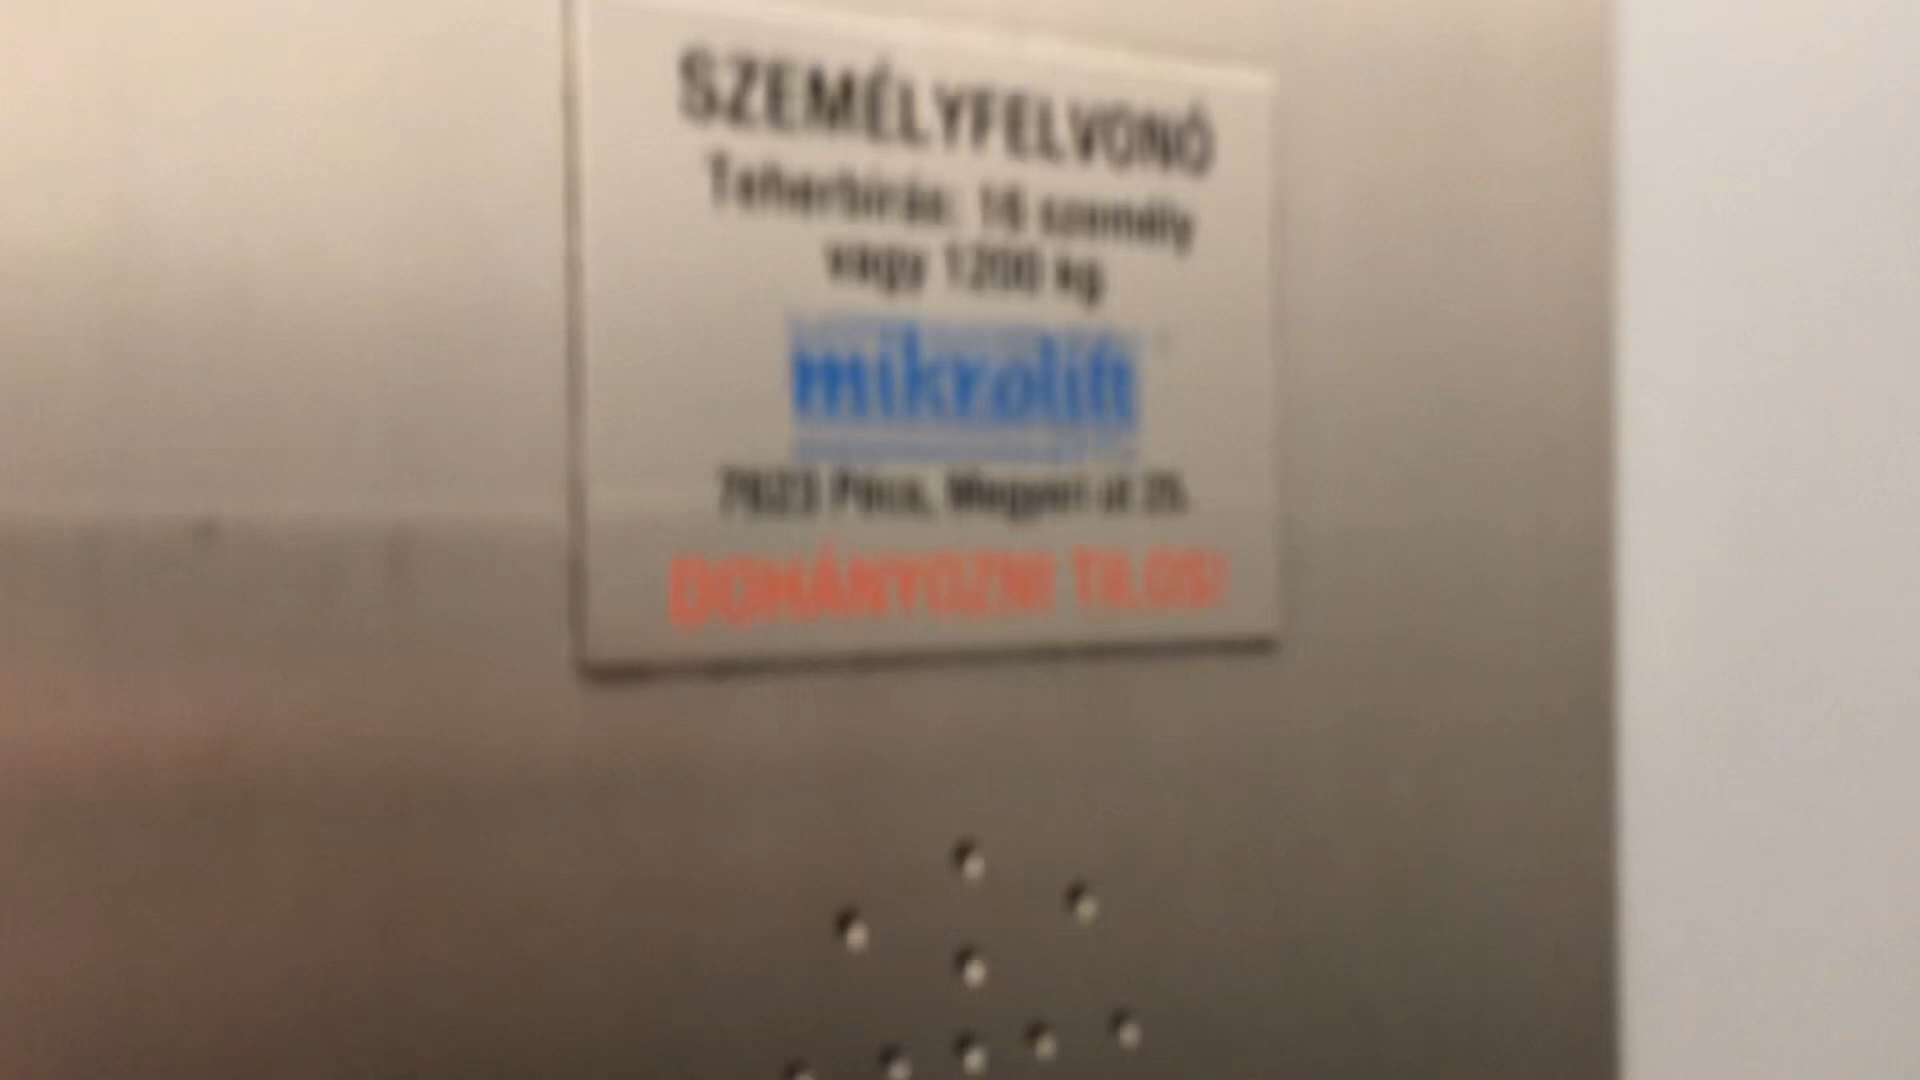 SZEMÉLYFELVONÓ
Teherbírás: 16 személy
vagy 1200 kg
mikrolift
7623 Pécs, Megyeri út 25.
DOHÁNYOZNI TILOS!